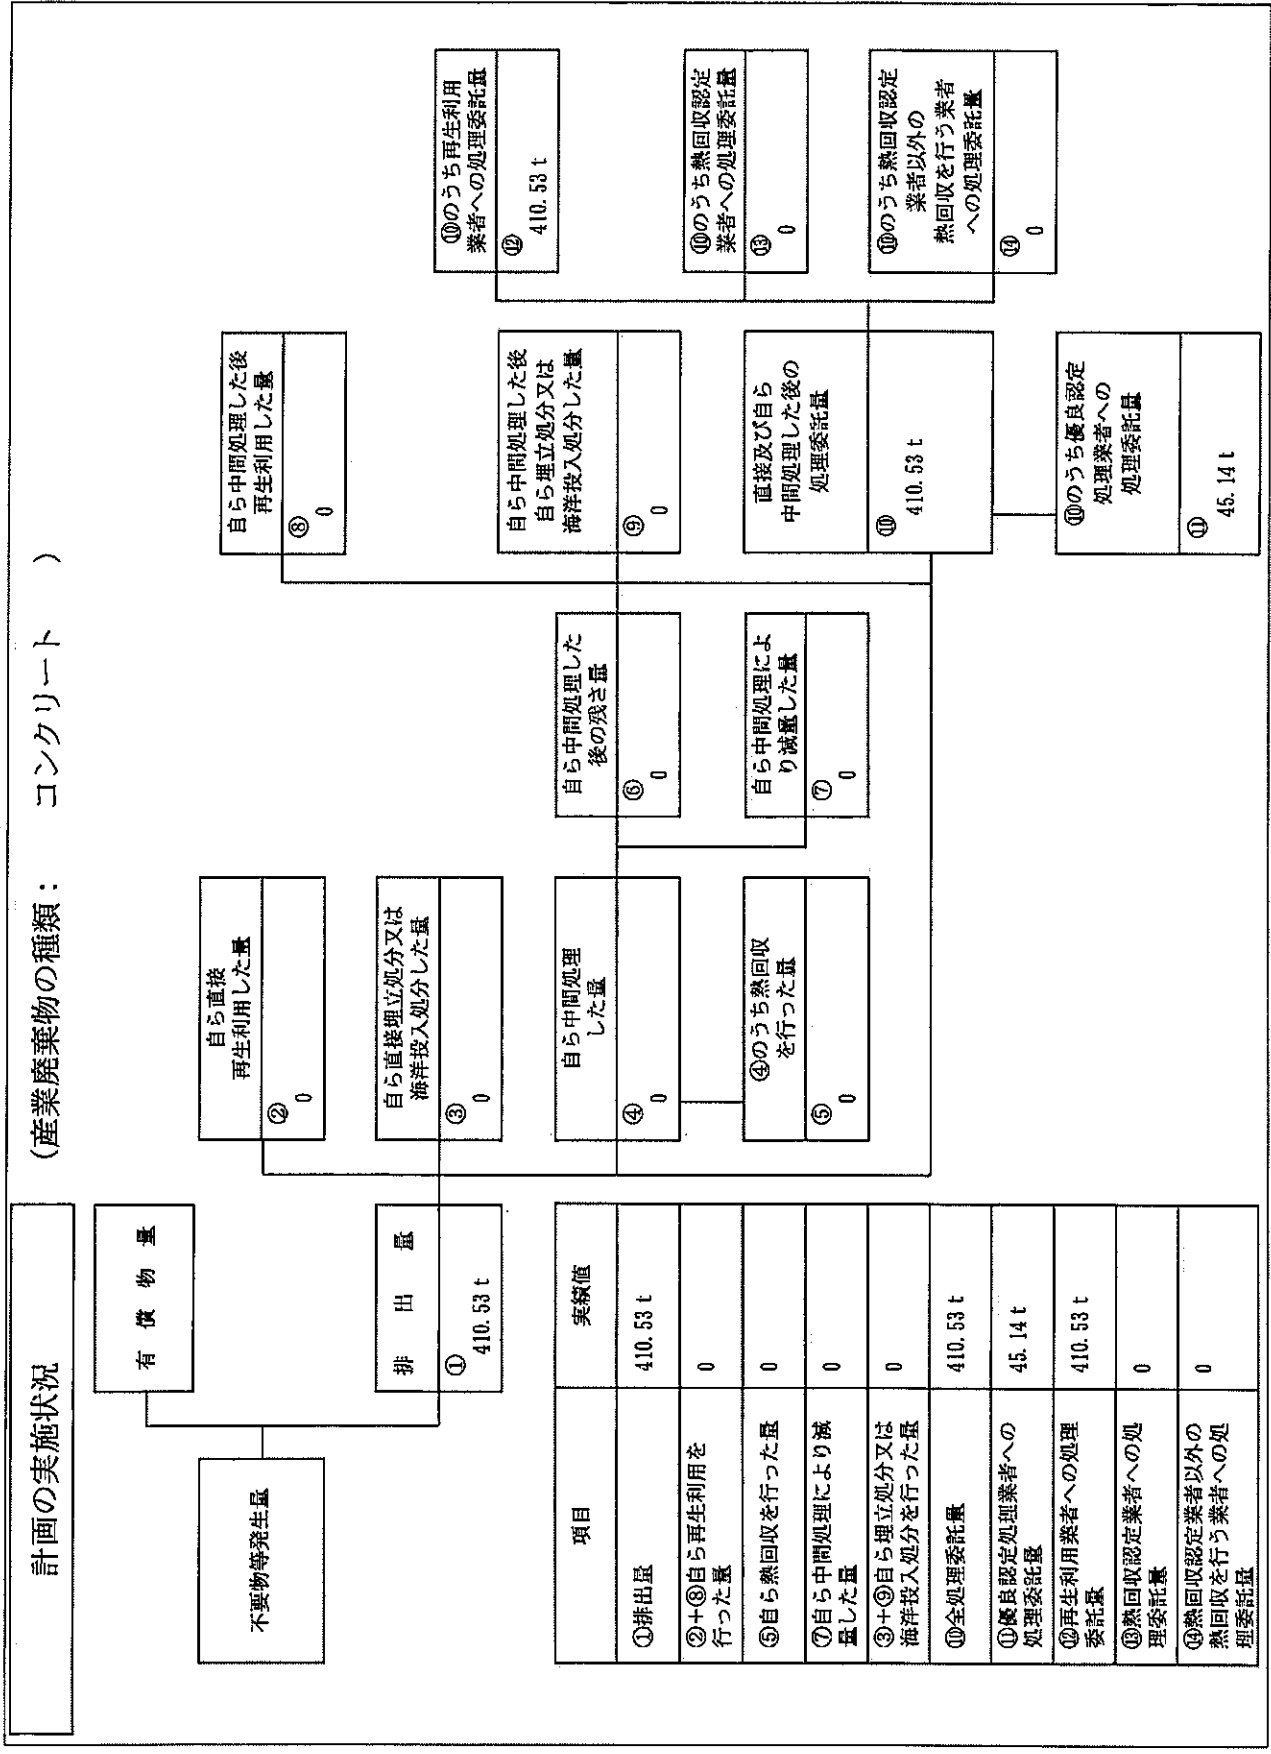 計画の実施状況
(産業廃棄物の種類： コンクリート )
不要物等発生量
有 償 物 量
排 出 量
①
410.53 t
自ら直接
再生利用した量
②
0
自ら直接埋立処分又は
海洋投入処分した量
③
0
自ら中間処理
した量
④
0
④のうち熱回収
を行った量
⑤
0
自ら中間処理した
後の残さ量
⑥
0
自ら中間処理によ
り減量した量
⑦
0
自ら中間処理した後
再生利用した量
⑧
0
自ら中間処理した後
自ら埋立処分又は
海洋投入処分した量
⑨
0
直接及び自ら
中間処理した後の
処理委託量
⑩
410.53 t
⑩のうち優良認定
処理業者への
処理委託量
⑪
45.14 t
⑩のうち再生利用
業者への処理委託量
⑫
410.53 t
⑩のうち熱回収認定
業者への処理委託量
⑬
0
⑩のうち熱回収認定
業者以外の
熱回収を行う業者
への処理委託量
⑭
0
項目 実績値
①排出量 410.53 t
②+⑧自ら再生利用を
行った量 0
⑤自ら熱回収を行った量 0
⑦自ら中間処理により減
量した量 0
③+⑨自ら埋立処分又は
海洋投入処分を行った量 0
⑩全処理委託量 410.53 t
⑪優良認定処理業者への
処理委託量 45.14 t
⑫再生利用業者への処理
委託量 410.53 t
⑬熱回収認定業者への処
理委託量 0
⑭熱回収認定業者以外の
熱回収を行う業者への処
理委託量 0